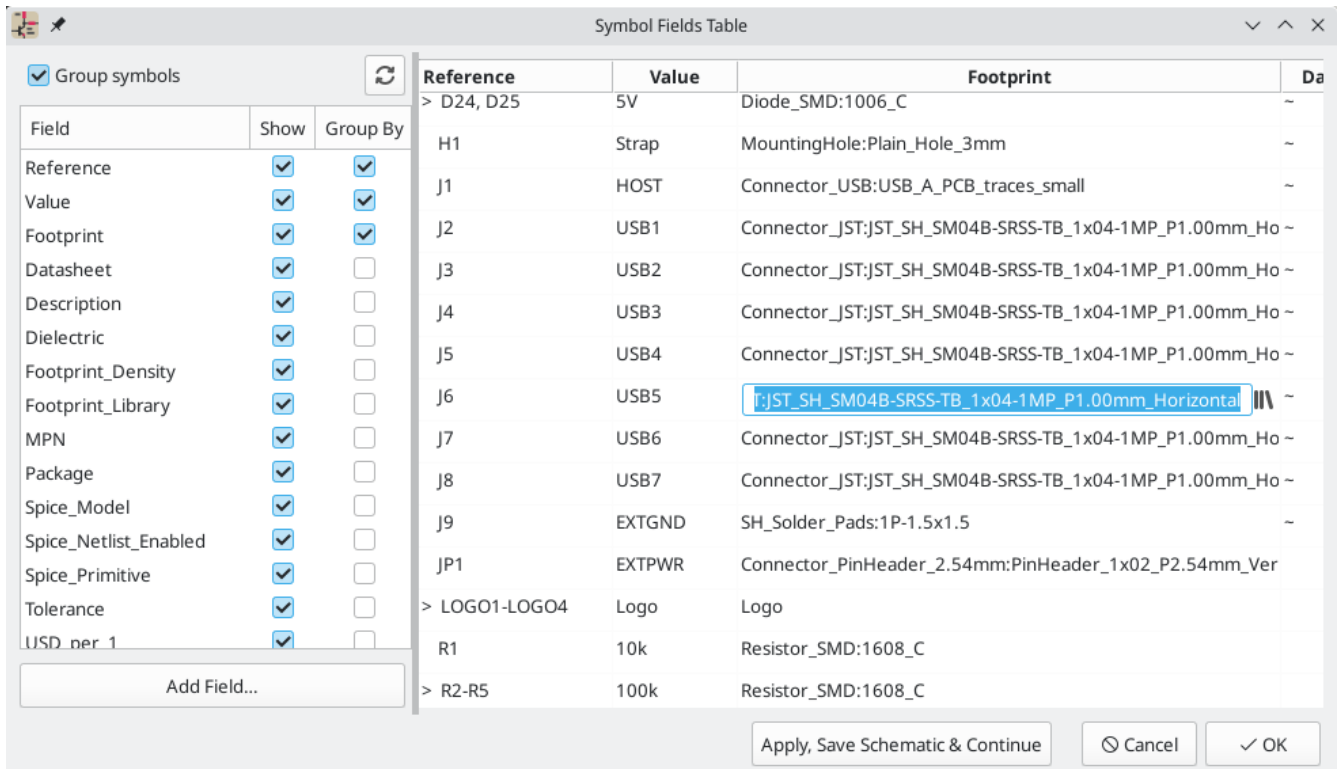 Symbol Fields Table
Group symbols
Field Show Group By
Reference
Value
Footprint
Datasheet
Description
Dielectric
Footprint_Density
Footprint_Library
MPN
Package
Spice_Model
Spice_Netlist_Enabled
Spice_Primitive
Tolerance
USD_per_1
Add Field...
Reference Value Footprint Da
> D24, D25 5V Diode_SMD:1006_C ~
H1 Strap MountingHole:Plain_Hole_3mm ~
J1 HOST Connector_USB:USB_A_PCB_traces_small ~
J2 USB1 Connector_JST:JST_SH_SM04B-SRSS-TB_1x04-1MP_P1.00mm_Ho ~
J3 USB2 Connector_JST:JST_SH_SM04B-SRSS-TB_1x04-1MP_P1.00mm_Ho ~
J4 USB3 Connector_JST:JST_SH_SM04B-SRSS-TB_1x04-1MP_P1.00mm_Ho ~
J5 USB4 Connector_JST:JST_SH_SM04B-SRSS-TB_1x04-1MP_P1.00mm_Ho ~
J6 USB5 T:JST_SH_SM04B-SRSS-TB_1x04-1MP_P1.00mm_Horizontal ~
J7 USB6 Connector_JST:JST_SH_SM04B-SRSS-TB_1x04-1MP_P1.00mm_Ho ~
J8 USB7 Connector_JST:JST_SH_SM04B-SRSS-TB_1x04-1MP_P1.00mm_Ho ~
J9 EXTGND SH_Solder_Pads:1P-1.5x1.5 ~
JP1 EXTPWR Connector_PinHeader_2.54mm:PinHeader_1x02_P2.54mm_Ver
> LOGO1-LOGO4 Logo Logo
R1 10k Resistor_SMD:1608_C
> R2-R5 100k Resistor_SMD:1608_C
Apply, Save Schematic & Continue Cancel OK